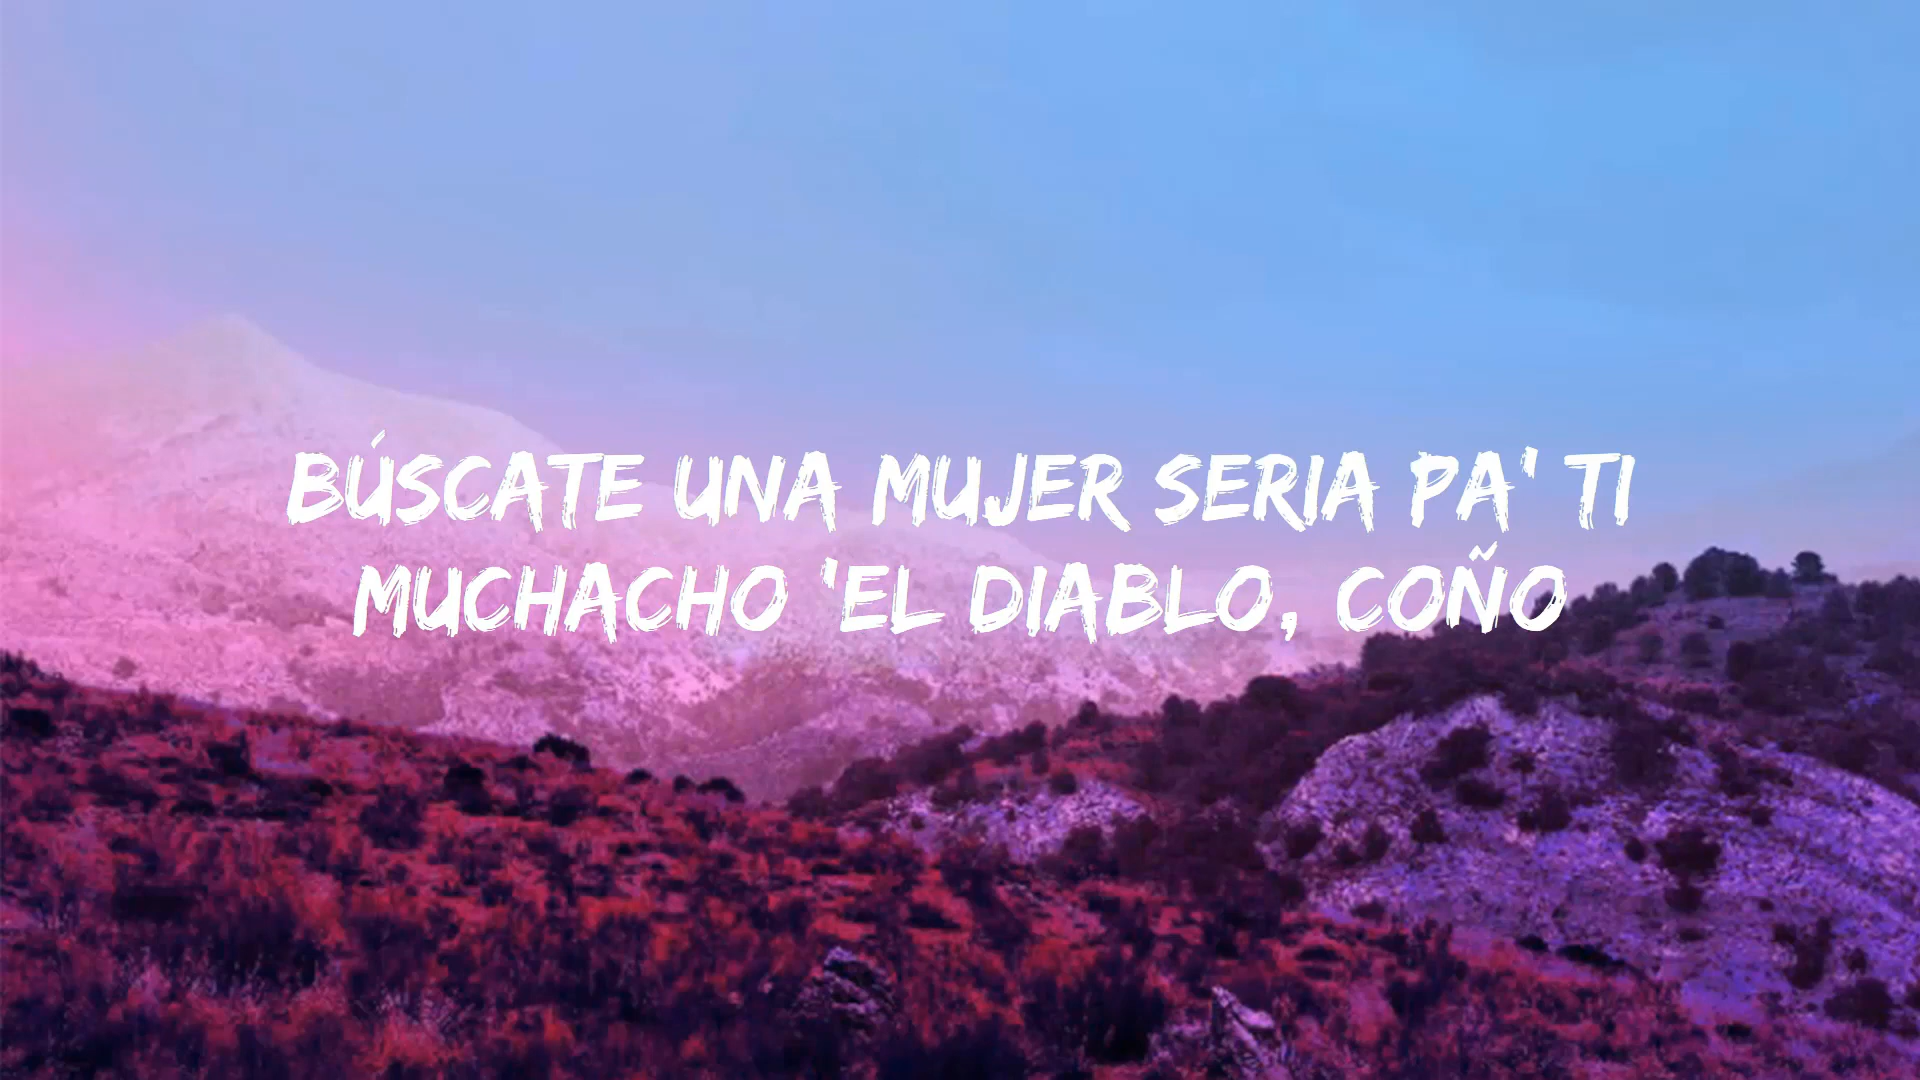 BÚSCATE UNA MUJER SERIA PA' TI
MUCHACHO 'EL DIABLO, COÑO